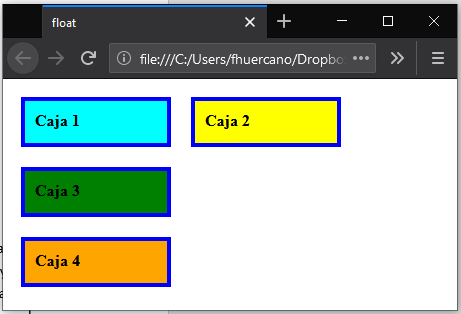 float
file:///C:/Users/fhuercano/Dropbo
Caja 1
Caja 2
Caja 3
Caja 4